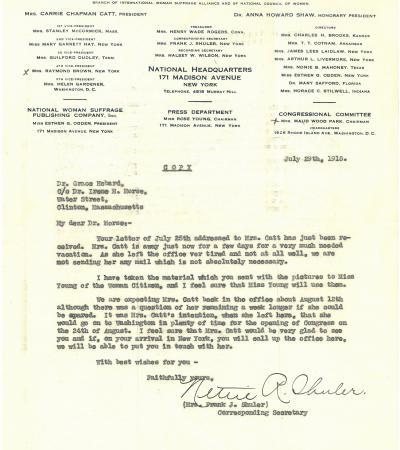 BRANCH OF INTERNATIONAL WOMAN SUFFRAGE ALLIANCE AND OF NATIONAL COUNCIL OF WOMEN.
MRS. CARRIE CHAPMAN CATT, PRESIDENT
DR. ANNA HOWARD SHAW, HONORARY PRESIDENT
1ST VICE-PRESIDENT
MRS. STANLEY MCCORMICK, MASS.
2D VICE-PRESIDENT
MISS MARY GARRETT HAY, NEW YORK
3D VICE-PRESIDENT
MRS. GUILFORD DUDLEY, TENN.
4TH VICE-PRESIDENT
x MRS. RAYMOND BROWN, NEW YORK
5TH VICE-PRESIDENT
MRS. HELEN GARDENER,
WASHINGTON, D. C.
TREASURER
MRS. HENRY WADE ROGERS, CONN.
CORRESPONDING SECRETARY
MRS. FRANK J. SHULER, NEW YORK
RECORDING SECRETARY
MRS. HALSEY W. WILSON, NEW YORK
NATIONAL HEADQUARTERS
171 MADISON AVENUE
NEW YORK
TELEPHONE, 4818 MURRAY HILL
DIRECTORS
MRS. CHARLES H. BROOKS, KANSAS
MRS. T. T. COTNAM, ARKANSAS
MRS. JAMES LEES LAIDLAW, NEW YORK
MRS. ARTHUR L. LIVERMORE, NEW YORK
MRS. NONIE B. MAHONEY, TEXAS
MISS ESTHER G. OGDEN, NEW YORK
DR. MARY SAFFORD, FLORIDA
MRS. HORACE C. STILWELL, INDIANA
NATIONAL WOMAN SUFFRAGE
PUBLISHING COMPANY, INC.
MISS ESTHER G. OGDEN, PRESIDENT
171 MADISON AVENUE, NEW YORK
PRESS DEPARTMENT
MISS ROSE YOUNG, CHAIRMAN
171 MADISON AVENUE, NEW YORK
CONGRESSIONAL COMMITTEE
x MRS. MAUD WOOD PARK, CHAIRMAN
HEADQUARTERS
1626 RHODE ISLAND AVE., WASHINGTON, D. C.
July 29th, 1918.
COPY
Dr. Grace Hebard,
C/o Dr. Irene M. Morse,
Water Street,
Clinton, Massachusetts
My dear Dr. Morse:-
Your letter of July 25th addressed to Mrs. Catt has just been re-
ceived. Mrs. Catt is away just now for a few days for a very much needed
vacation. As she left the office ver tired and not at all well, we are
not sending her any mail which is not absolutely necessary.
I have taken the material which you sent with the pictures to Miss
Young of the Woman Citizen, and I feel sure that Miss Young will use them.
We are expecting Mrs. Catt back in the office about August 12th
although there was a question of her remaining a week longer if she could
be spared. It was Mrs. Catt's intention, when she left here, that she
would go on to Washington in plenty of time for the opening of Congress on
the 24th of August. I feel sure that Mrs. Catt would be very glad to see
you and if, on your arrival in New York, you will call up the office here,
we will be able to put you in touch with her.
With best wishes for you -
Faithfully yours,
Nettie R. Shuler.
(Mrs. Frank J. Shuler)
Corresponding Secretary